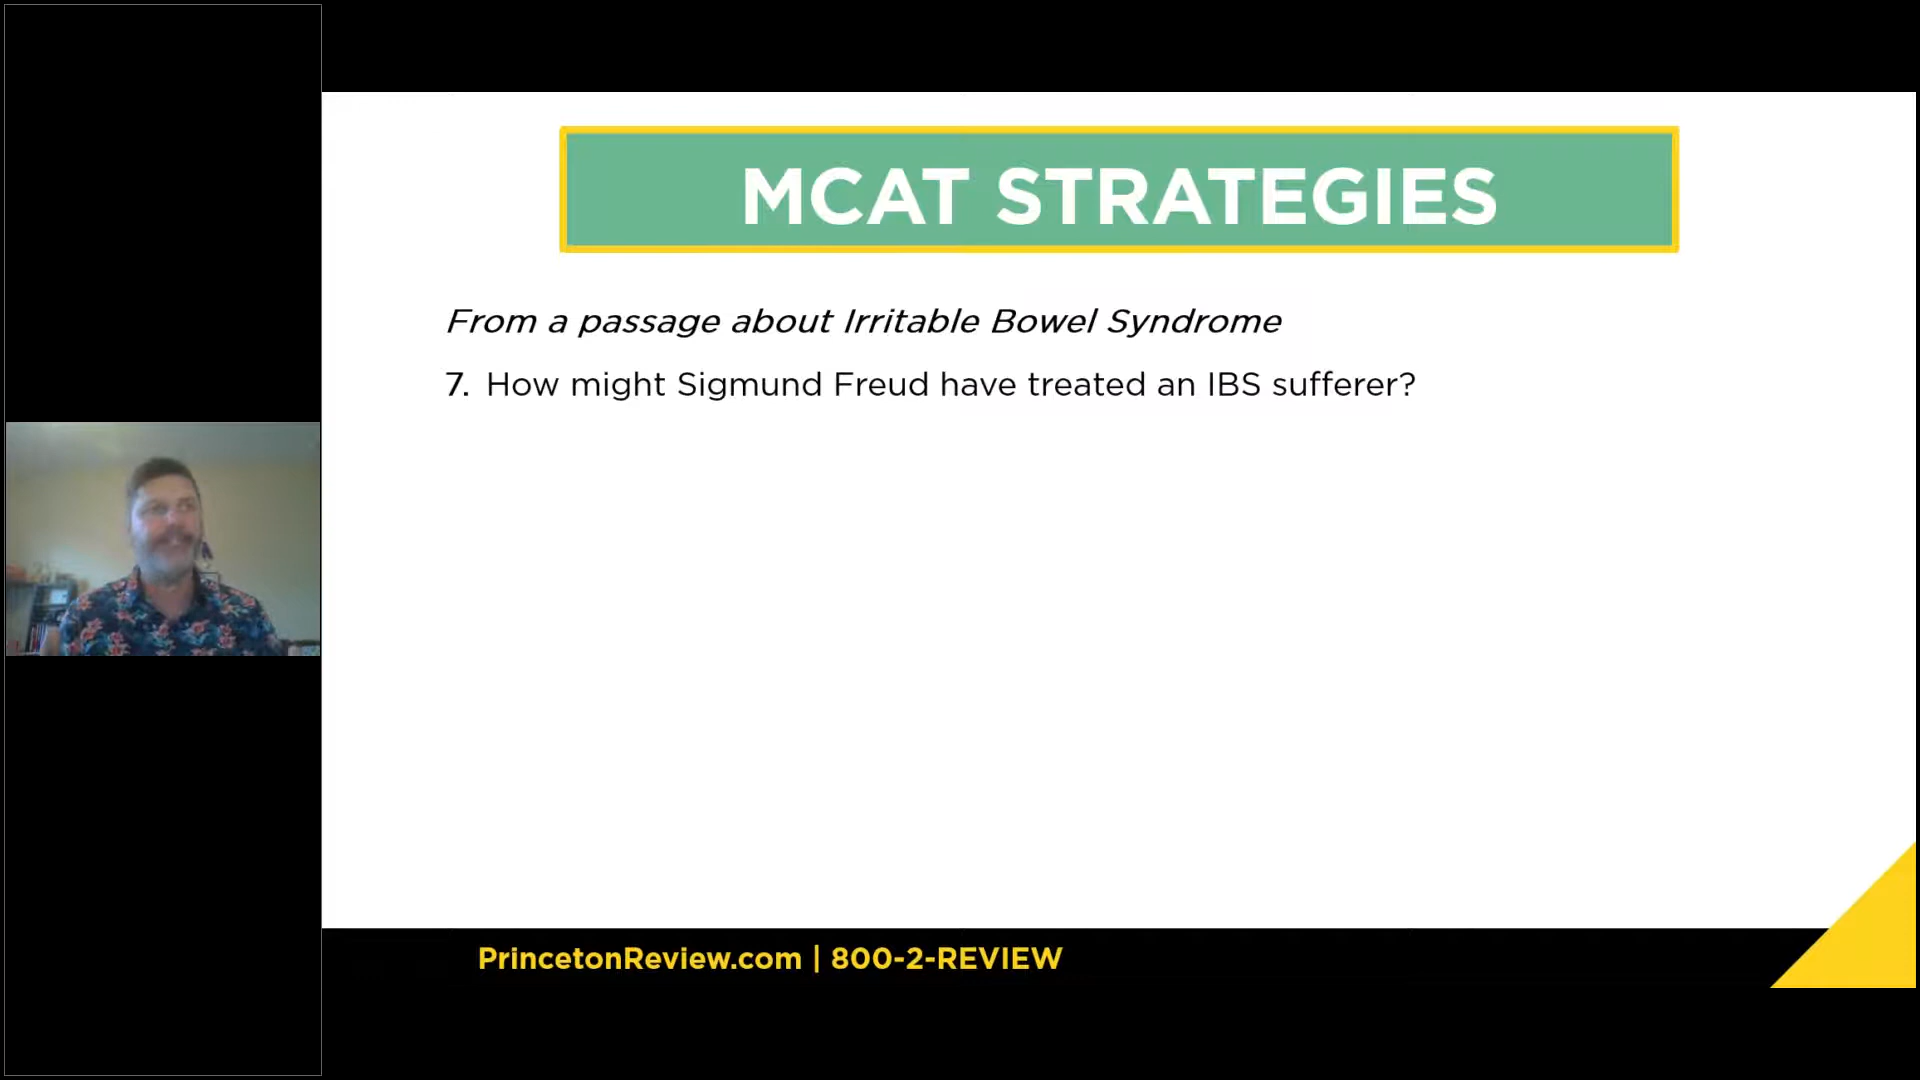 MCAT STRATEGIES
From a passage about Irritable Bowel Syndrome
7. How might Sigmund Freud have treated an IBS sufferer?
PrincetonReview.com | 800-2-REVIEW